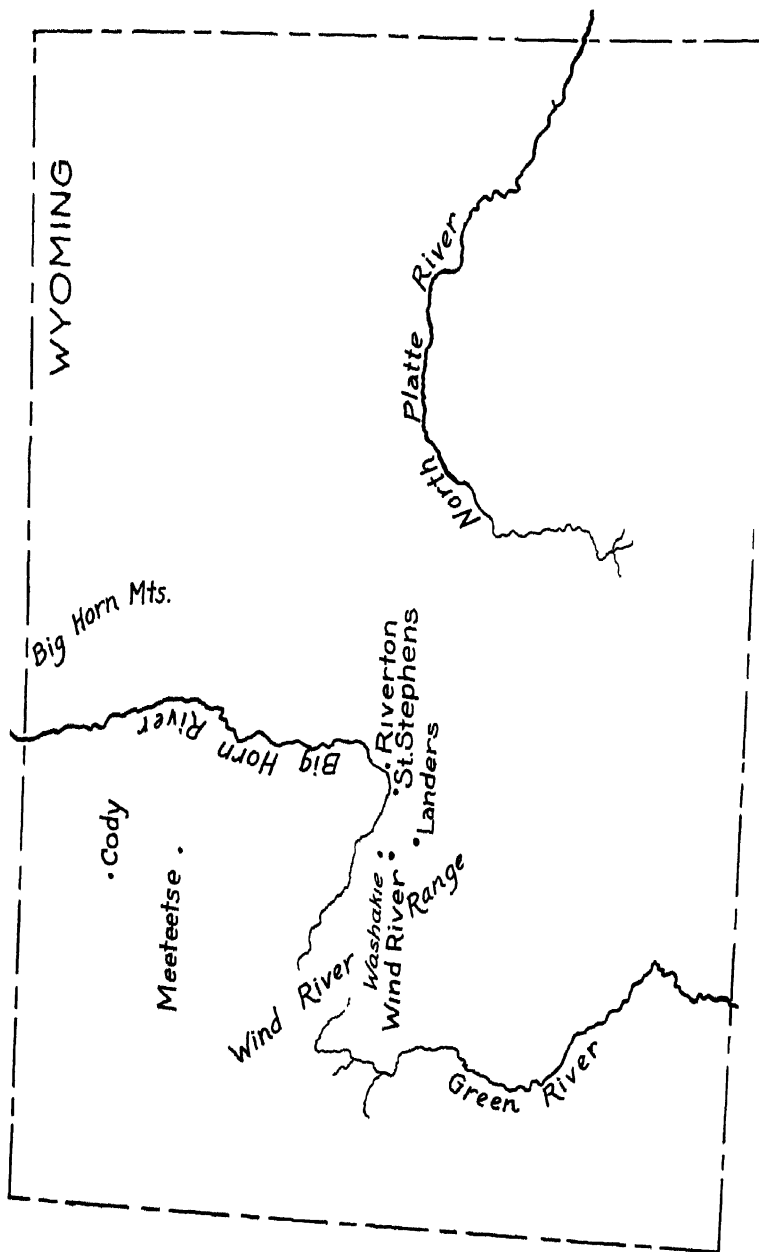 WYOMING
Big Horn Mts.
Big Horn River
•Cody
Meeteetse •
North Platte River
• Riverton
•St. Stephens
•Landers
Washakie •
Wind River •
Wind River Range
Green River